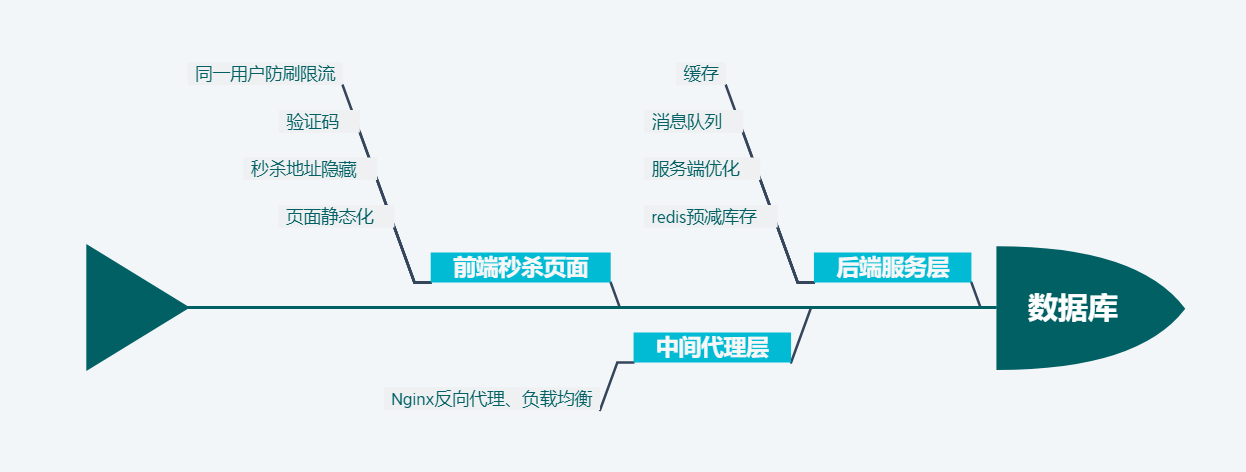 同一用户防刷限流
验证码
秒杀地址隐藏
页面静态化
前端秒杀页面
缓存
消息队列
服务端优化
redis预减库存
后端服务层
数据库
中间代理层
Nginx反向代理、负载均衡